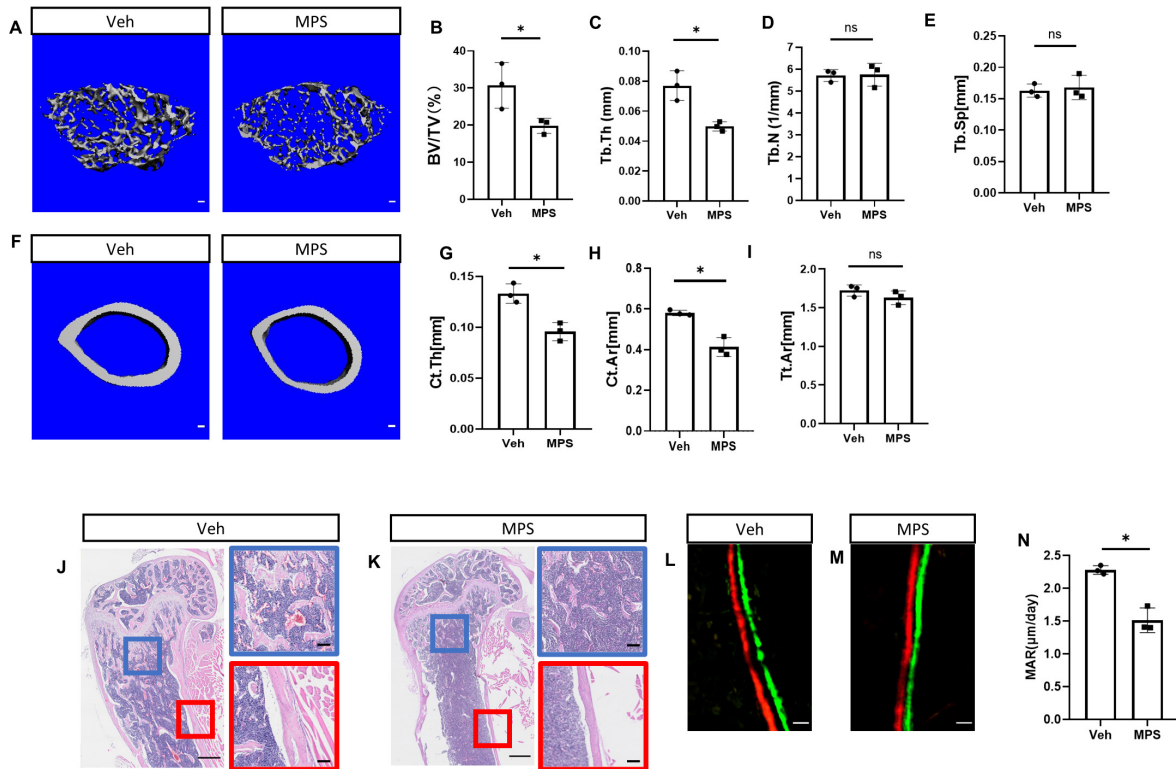 A
Veh
MPS
B
BV/TV(%)
40
30
20
10
0
*
Veh
MPS
C
Tb.Th (mm)
0.10
0.08
0.06
0.04
0.02
0.00
*
Veh
MPS
D
Tb.N (1/mm)
7
6
5
4
3
2
1
0
ns
Veh
MPS
E
Tb.Sp[mm]
0.25
0.20
0.15
0.10
0.05
0.00
ns
Veh
MPS
F
Veh
MPS
G
Ct.Th[mm]
0.15
0.10
0.05
0.00
*
Veh
MPS
H
Ct.Ar[mm]
0.8
0.6
0.4
0.2
0.0
*
Veh
MPS
I
Tt.Ar[mm]
2.0
1.5
1.0
0.5
0.0
ns
Veh
MPS
Veh
J
MPS
K
Veh
L
MPS
M
N
MAR(μm/day)
2.5
2.0
1.5
1.0
0.5
0.0
*
Veh
MPS